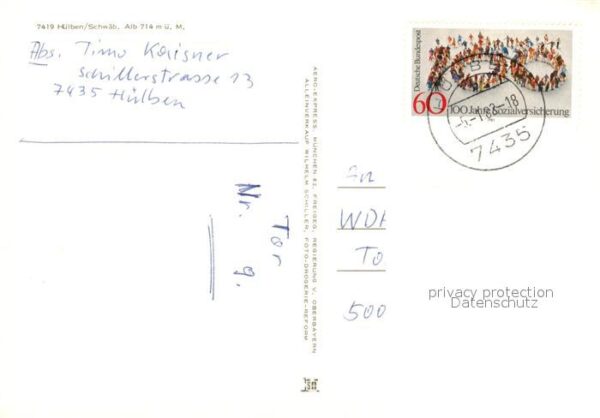 7419 Hülben/Schwäb. Alb 714 m ü. M.
Abs. Timo Kaisner
Schillerstrasse 13
7435 Hülben
Tor
Nr. 9.
AERO-EXPRESS, MÜNCHEN 82, FREIGEG. REGIERUNG V. OBERBAYERN
ALLEINVERKAUF WILHELM SCHILLER, FOTO-DROGERIE-REFORM
Deutsche Bundespost
60
100 Jahre Sozialversicherung
-18
7435
An
WDR
To
500
privacy protection
Datenschutz